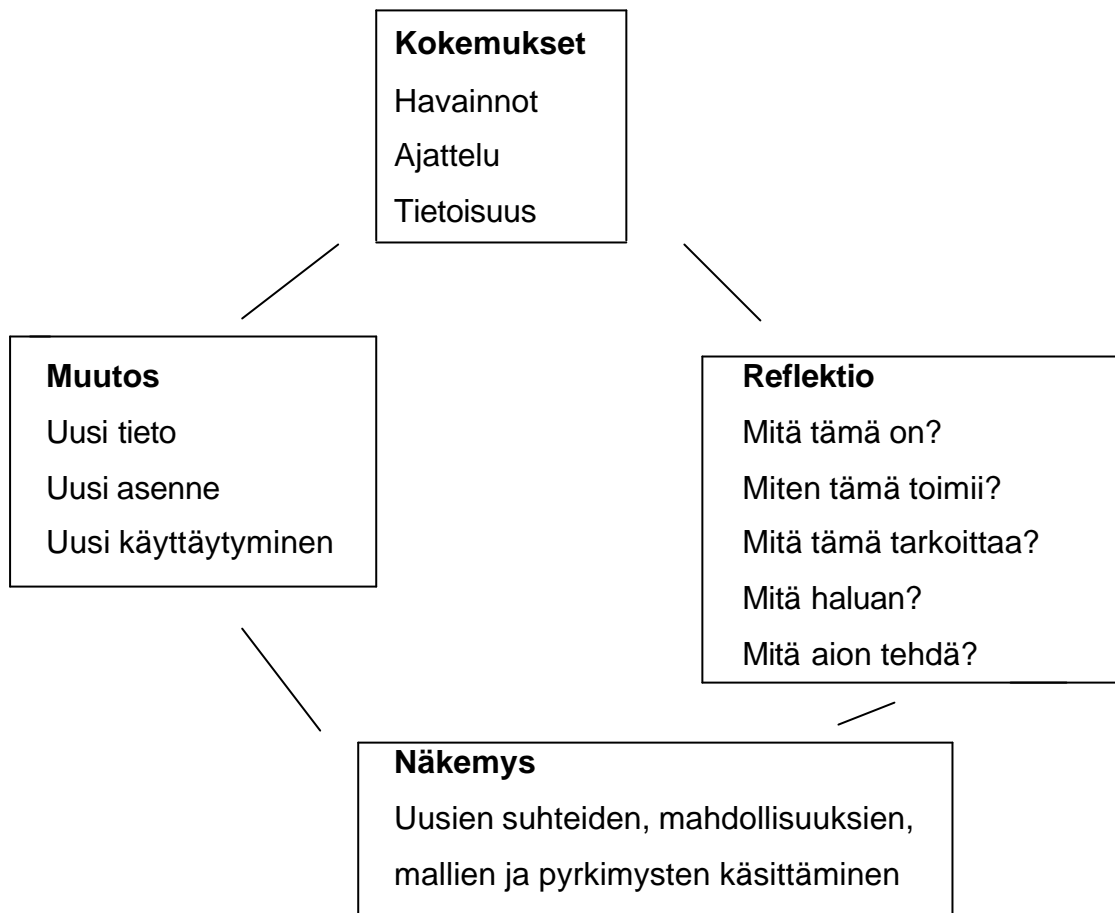 Kokemukset
Havainnot
Ajattelu
Tietoisuus
Muutos
Uusi tieto
Uusi asenne
Uusi käyttäytyminen
Reflektio
Mitä tämä on?
Miten tämä toimii?
Mitä tämä tarkoittaa?
Mitä haluan?
Mitä aion tehdä?
Näkemys
Uusien suhteiden, mahdollisuuksien,
mallien ja pyrkimysten käsittäminen